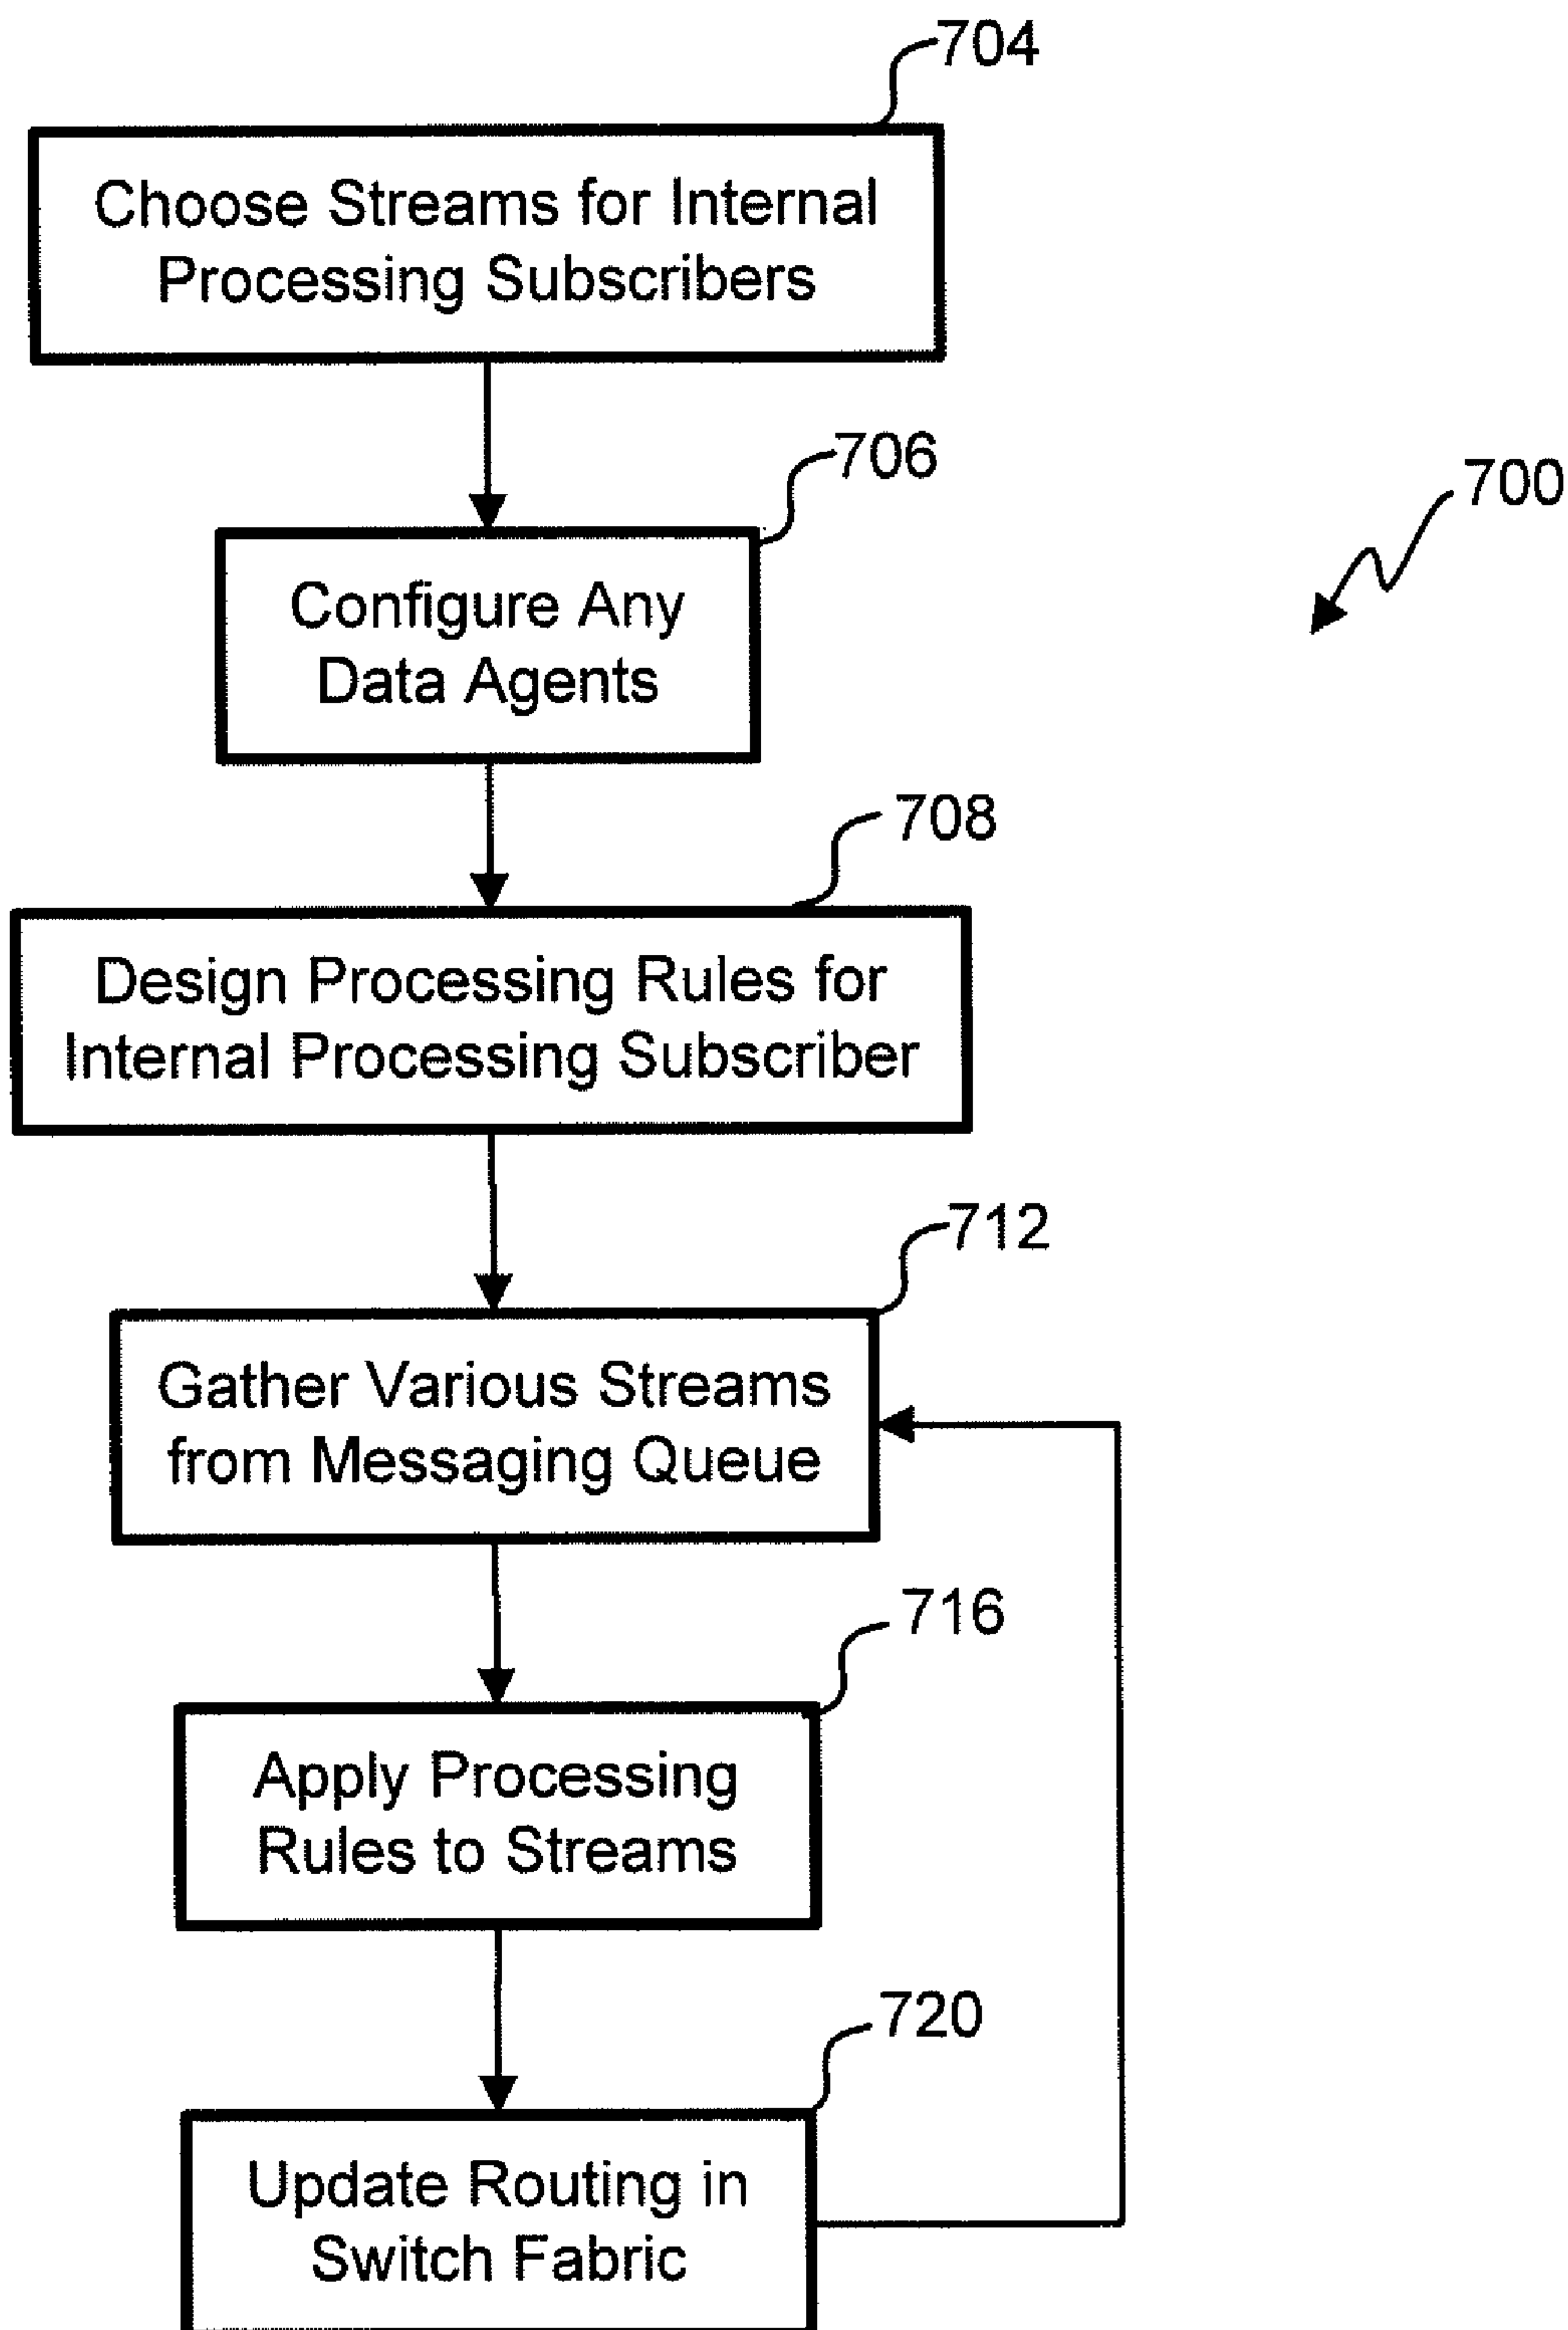 704
Choose Streams for Internal
Processing Subscribers
706
700
Configure Any
Data Agents
708
Design Processing Rules for
Internal Processing Subscriber
712
Gather Various Streams
from Messaging Queue
716
Apply Processing
Rules to Streams
720
Update Routing in
Switch Fabric